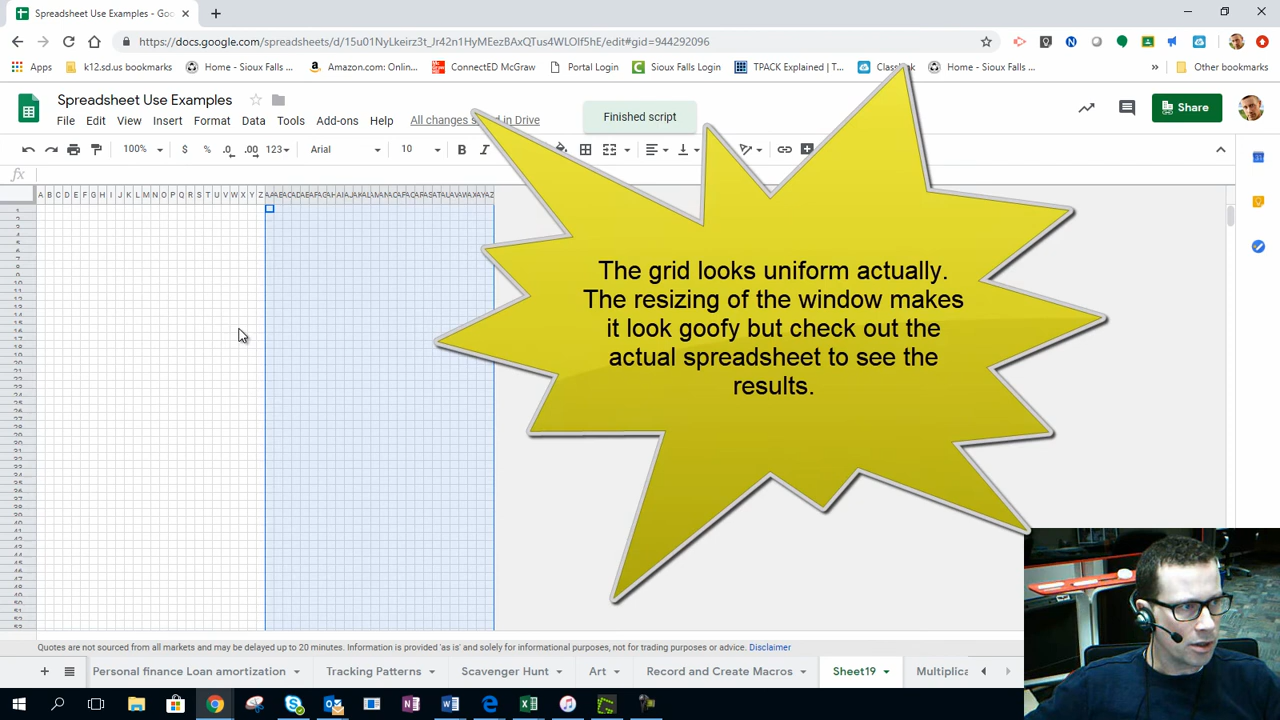 Spreadsheet Use Examples - Goo
https://docs.google.com/spreadsheets/d/15u01NyLkeirz3t_Jr42n1HyMEezBAxQTus4WLOIf5hE/edit#gid=944292096
Apps k12.sd.us bookmarks Home - Sioux Falls... Amazon.com: Online... ConnectED McGraw Portal Login Sioux Falls Login TPACK Explained | T... Home - Sioux Falls... Other bookmarks
Spreadsheet Use Examples
Share
File Edit View Insert Format Data Tools Add-ons Help
Finished script
100% $ % .0 .00 123 Arial 10 B I
fx
A B C D E F G H I J K L M N O P Q R S T U V W X Y Z
The grid looks uniform actually.
The resizing of the window makes
it look goofy but check out the
actual spreadsheet to see the
results.
Quotes are not sourced from all markets and may be delayed up to 20 minutes. Information is provided 'as is' and solely for informational purposes, not for trading purposes or advice. Disclaimer
Personal finance Loan amortization Tracking Patterns Scavenger Hunt Art Record and Create Macros Sheet19